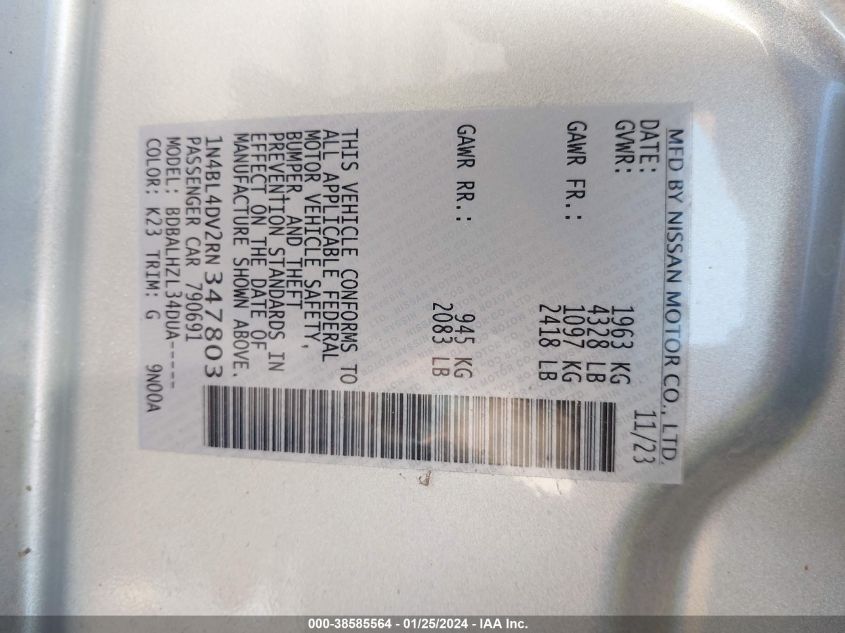 MFD BY NISSAN MOTOR CO., LTD.
DATE: 11/23
GVWR: 1963 KG
4328 LB
GAWR FR.: 1097 KG
2418 LB
GAWR RR.: 945 KG
2083 LB
THIS VEHICLE CONFORMS TO
ALL APPLICABLE FEDERAL
MOTOR VEHICLE SAFETY,
BUMPER, AND THEFT
PREVENTION STANDARDS IN
EFFECT ON THE DATE OF
MANUFACTURE SHOWN ABOVE.
1N4BL4DV2RN347803
PASSENGER CAR 790691
MODEL: BDBALHZL34DUA-----
COLOR: K23 TRIM: G 9N00A
000-38585564 - 01/25/2024 - IAA Inc.